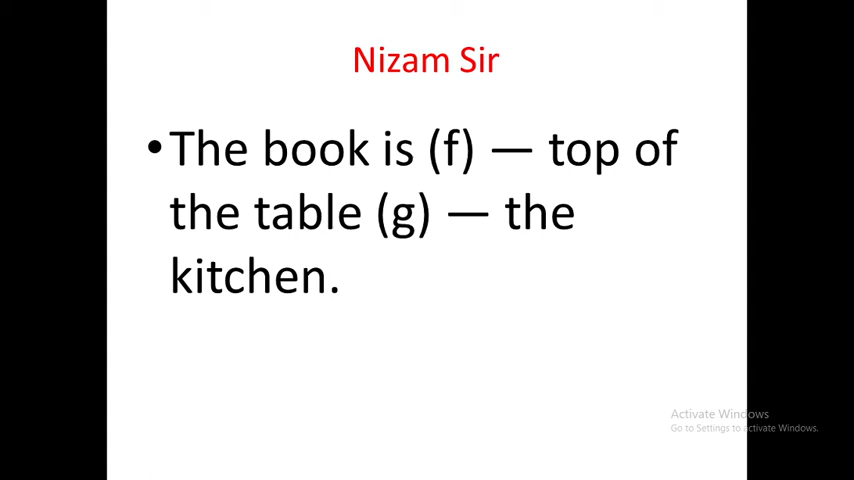 Nizam Sir
•The book is (f) — top of
the table (g) — the
kitchen.
Activate Windows
Go to Settings to activate Windows.